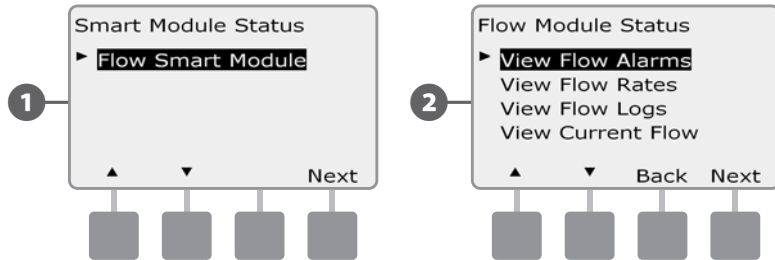 1
Smart Module Status
► Flow Smart Module
▲ ▼ Next
2
Flow Module Status
► View Flow Alarms
View Flow Rates
View Flow Logs
View Current Flow
▲ ▼ Back Next